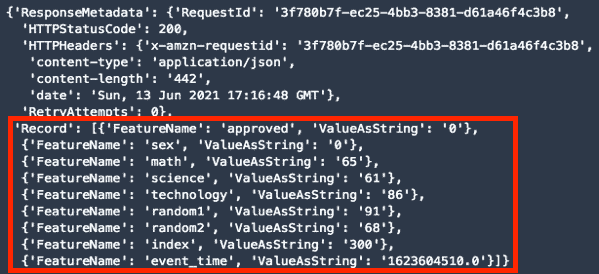 {'ResponseMetadata': {'RequestId': '3f780b7f-ec25-4bb3-8381-d61a46f4c3b8',
'HTTPStatusCode': 200,
'HTTPHeaders': {'x-amzn-requestid': '3f780b7f-ec25-4bb3-8381-d61a46f4c3b8',
'content-type': 'application/json',
'content-length': '442',
'date': 'Sun, 13 Jun 2021 17:16:48 GMT'},
'RetryAttempts': 0},
'Record': [{'FeatureName': 'approved', 'ValueAsString': '0'},
{'FeatureName': 'sex', 'ValueAsString': '0'},
{'FeatureName': 'math', 'ValueAsString': '65'},
{'FeatureName': 'science', 'ValueAsString': '61'},
{'FeatureName': 'technology', 'ValueAsString': '86'},
{'FeatureName': 'random1', 'ValueAsString': '91'},
{'FeatureName': 'random2', 'ValueAsString': '68'},
{'FeatureName': 'index', 'ValueAsString': '300'},
{'FeatureName': 'event_time', 'ValueAsString': '1623604510.0'}]}